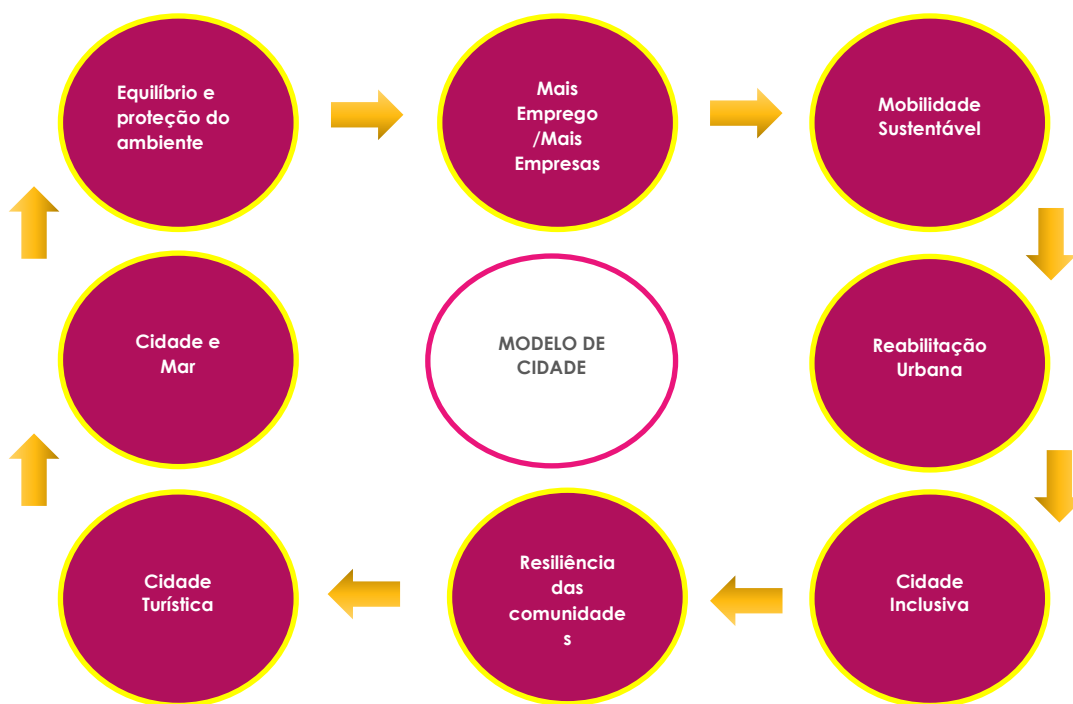 Equilíbrio e
proteção do
ambiente
Mais
Emprego
/Mais
Empresas
Mobilidade
Sustentável
Cidade e
Mar
MODELO DE
CIDADE
Reabilitação
Urbana
Cidade
Turística
Resiliência
das
comunidade
s
Cidade
Inclusiva